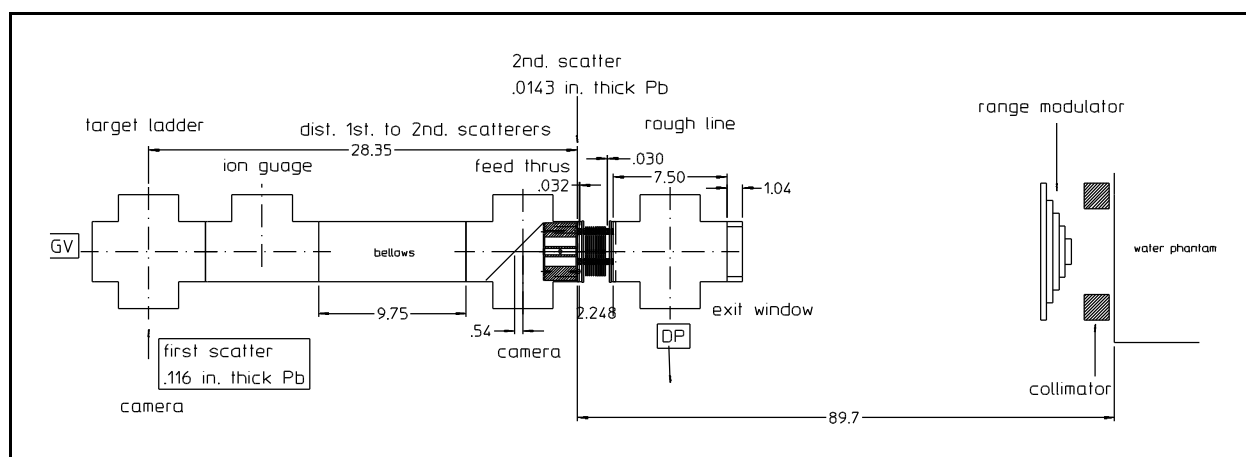 2nd. scatter
.0143 in. thick Pb
range modulator
target ladder
dist. 1st. to 2nd. scatterers
rough line
28.35
ion guage
feed thrus
.030
7.50
.032
1.04
GV
bellows
water phantam
9.75
2.248
exit window
.54
DP
first scatter
.116 in. thick Pb
camera
collimator
camera
89.7